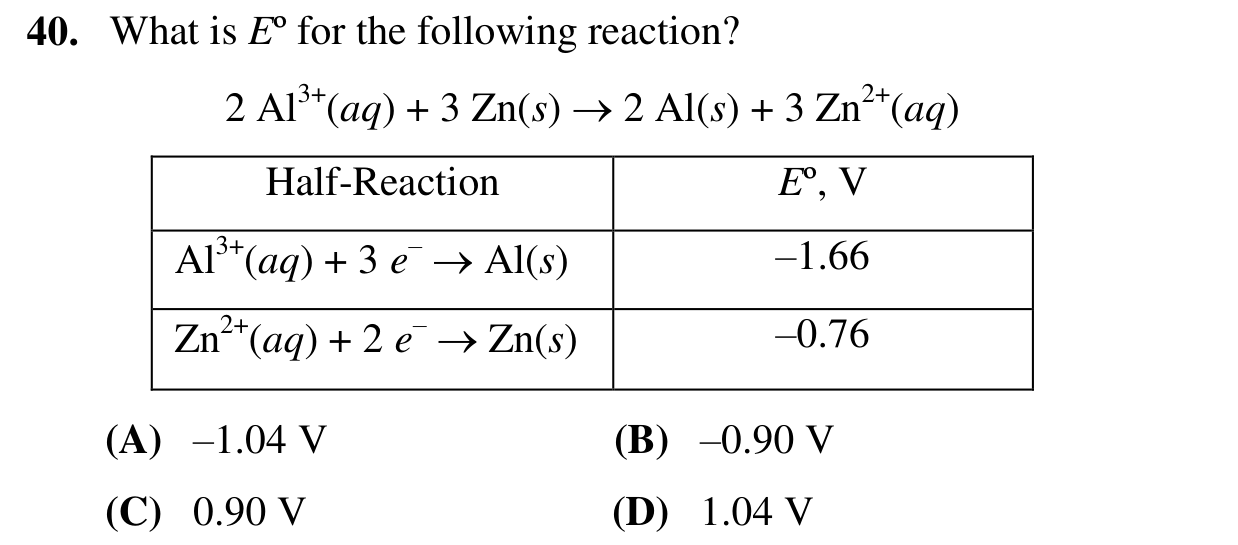 40. What is Eº for the following reaction?
2 Al³⁺(aq) + 3 Zn(s) → 2 Al(s) + 3 Zn²⁺(aq)
Half-Reaction Eº, V
Al³⁺(aq) + 3 e⁻ → Al(s) –1.66
Zn²⁺(aq) + 2 e⁻ → Zn(s) –0.76
(A) –1.04 V (B) –0.90 V
(C) 0.90 V (D) 1.04 V